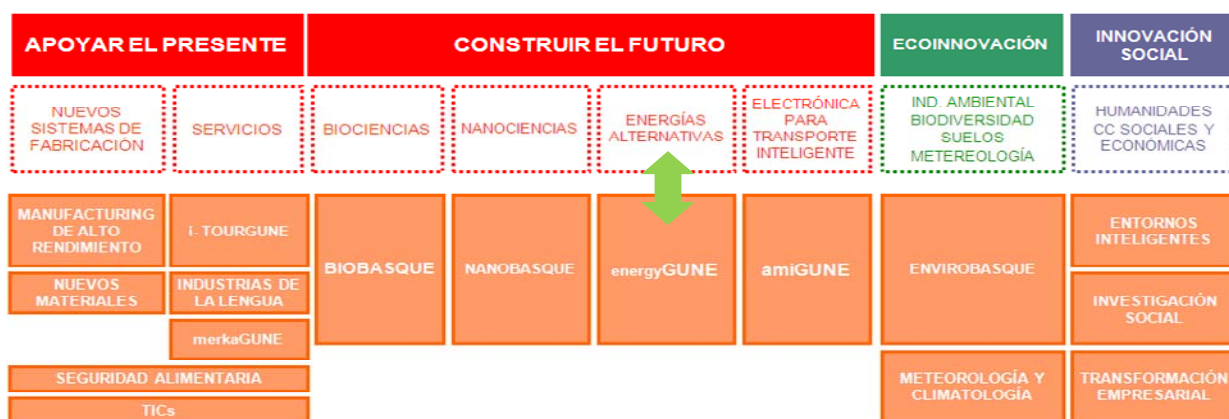 APOYAR EL PRESENTE
CONSTRUIR EL FUTURO
ECOINNOVACIÓN
INNOVACIÓN
SOCIAL
NUEVOS
SISTEMAS DE
FABRICACIÓN
SERVICIOS
BIOCIENCIAS
NANOCIENCIAS
ENERGÍAS
ALTERNATIVAS
ELECTRÓNICA
PARA
TRANSPORTE
INTELIGENTE
IND. AMBIENTAL
BIODIVERSIDAD
SUELOS
METEREOLOGÍA
HUMANIDADES
CC SOCIALES Y
ECONÓMICAS
MANUFACTURING
DE ALTO
RENDIMIENTO
i- TOURGUNE
BIOBASQUE
NANOBASQUE
energyGUNE
amiGUNE
ENVIROBASQUE
ENTORNOS
INTELIGENTES
NUEVOS
MATERIALES
INDUSTRIAS DE
LA LENGUA
INVESTIGACIÓN
SOCIAL
merkaGUNE
SEGURIDAD ALIMENTARIA
METEOROLOGÍA Y
CLIMATOLOGÍA
TRANSFORMACIÓN
EMPRESARIAL
TICs